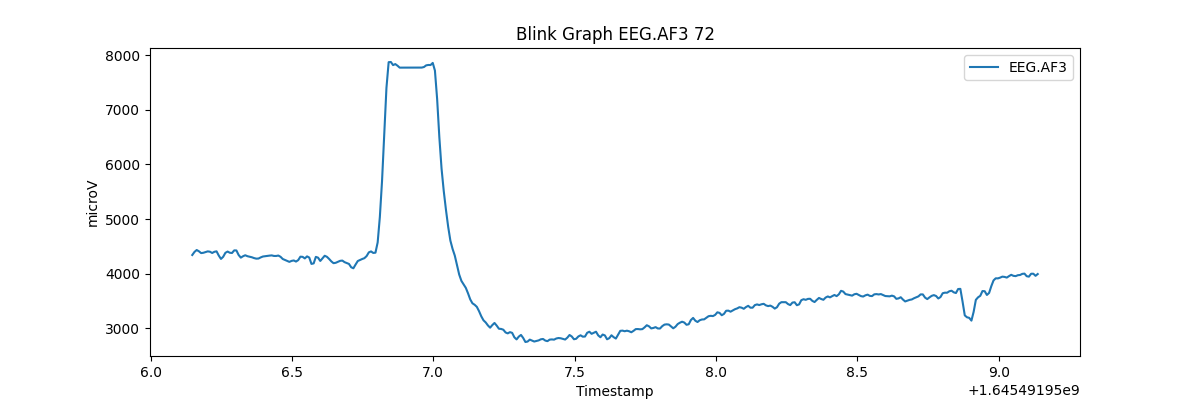 Blink Graph EEG.AF3 72
EEG.AF3
8000
7000
6000
5000
4000
3000
microV
6.0 6.5 7.0 7.5 8.0 8.5 9.0
Timestamp
+1.64549195e9